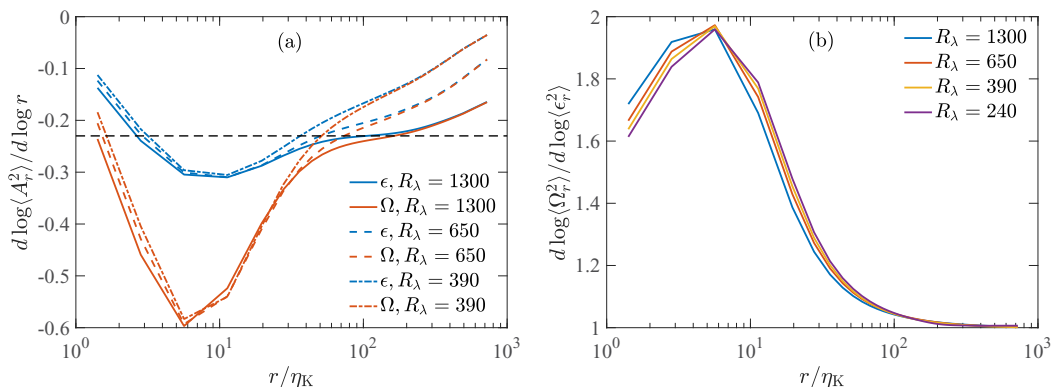 (a)
0
-0.1
-0.2
-0.3
-0.4
-0.5
-0.6
d log⟨A_r^2⟩/d log r
ϵ, R_λ = 1300
Ω, R_λ = 1300
ϵ, R_λ = 650
Ω, R_λ = 650
ϵ, R_λ = 390
Ω, R_λ = 390
10^0 10^1 10^2 10^3
r/η_K
(b)
2
1.8
1.6
1.4
1.2
1
d log⟨Ω_r^2⟩/d log⟨ϵ_r^2⟩
R_λ = 1300
R_λ = 650
R_λ = 390
R_λ = 240
10^0 10^1 10^2 10^3
r/η_K